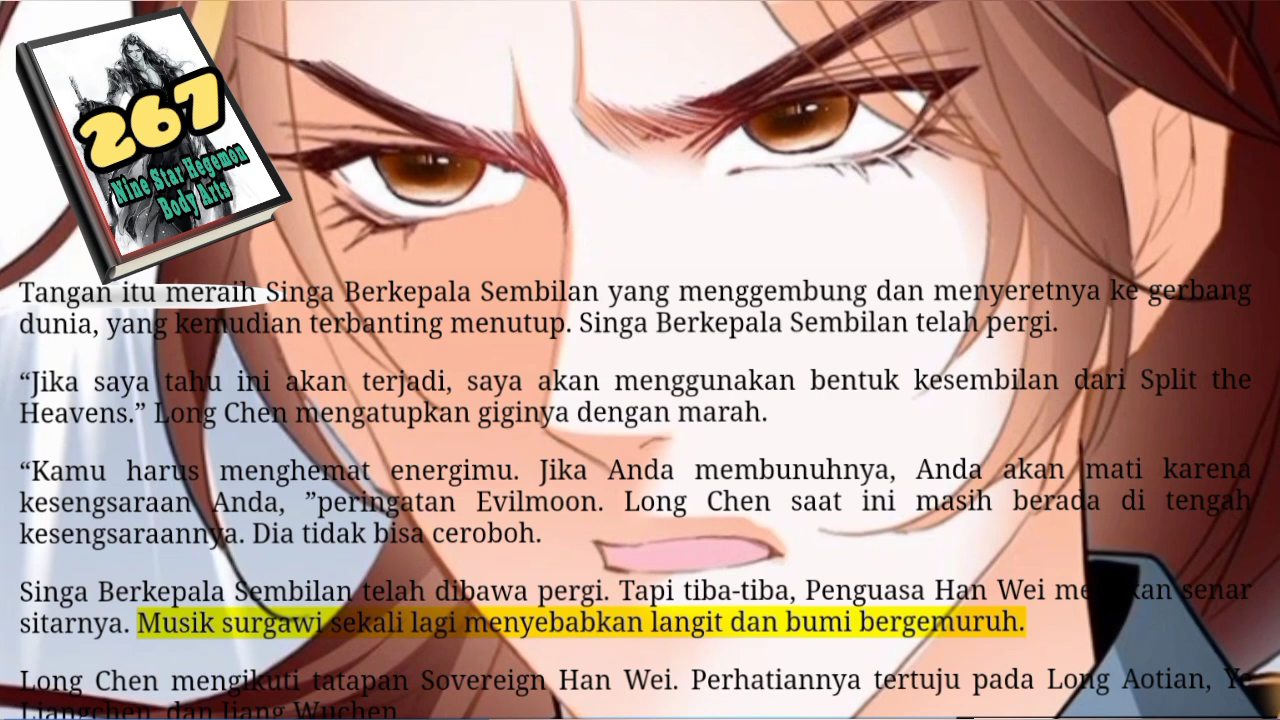 267
Nine Star Hegemon
Body Arts
Tangan itu meraih Singa Berkepala Sembilan yang menggembung dan menyeretnya ke gerbang
dunia, yang kemudian terbanting menutup. Singa Berkepala Sembilan telah pergi.
“Jika saya tahu ini akan terjadi, saya akan menggunakan bentuk kesembilan dari Split the
Heavens.” Long Chen mengatupkan giginya dengan marah.
“Kamu harus menghemat energimu. Jika Anda membunuhnya, Anda akan mati karena
kesengsaraan Anda, ”peringatan Evilmoon. Long Chen saat ini masih berada di tengah
kesengsaraannya. Dia tidak bisa ceroboh.
Singa Berkepala Sembilan telah dibawa pergi. Tapi tiba-tiba, Penguasa Han Wei senar
sitarnya. Musik surgawi sekali lagi menyebabkan langit dan bumi bergemuruh.
Long Chen mengikuti tatapan Sovereign Han Wei. Perhatiannya tertuju pada Long Aotian, Ye
Liangchen, dan Jiang Wuchen